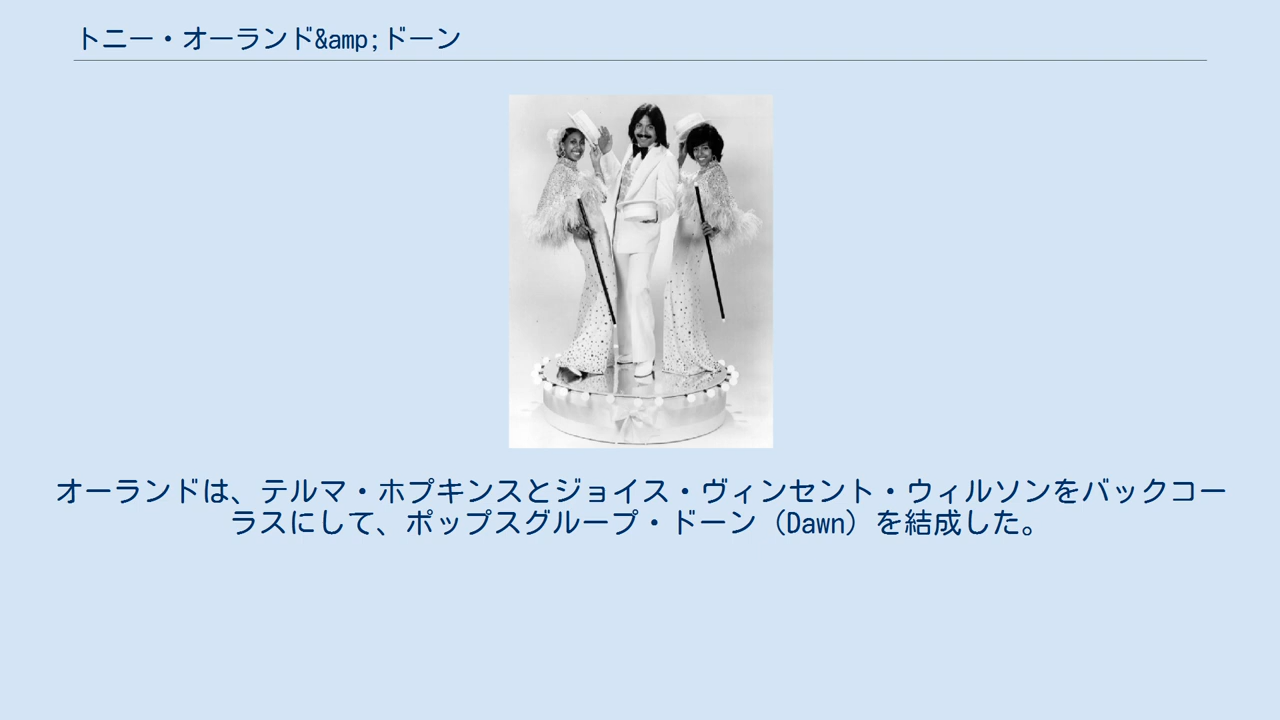 トニー・オーランド&amp;ドーン
オーランドは、テルマ・ホプキンスとジョイス・ヴィンセント・ウィルソンをバックコー
ラスにして、ポップスグループ・ドーン（Dawn）を結成した。